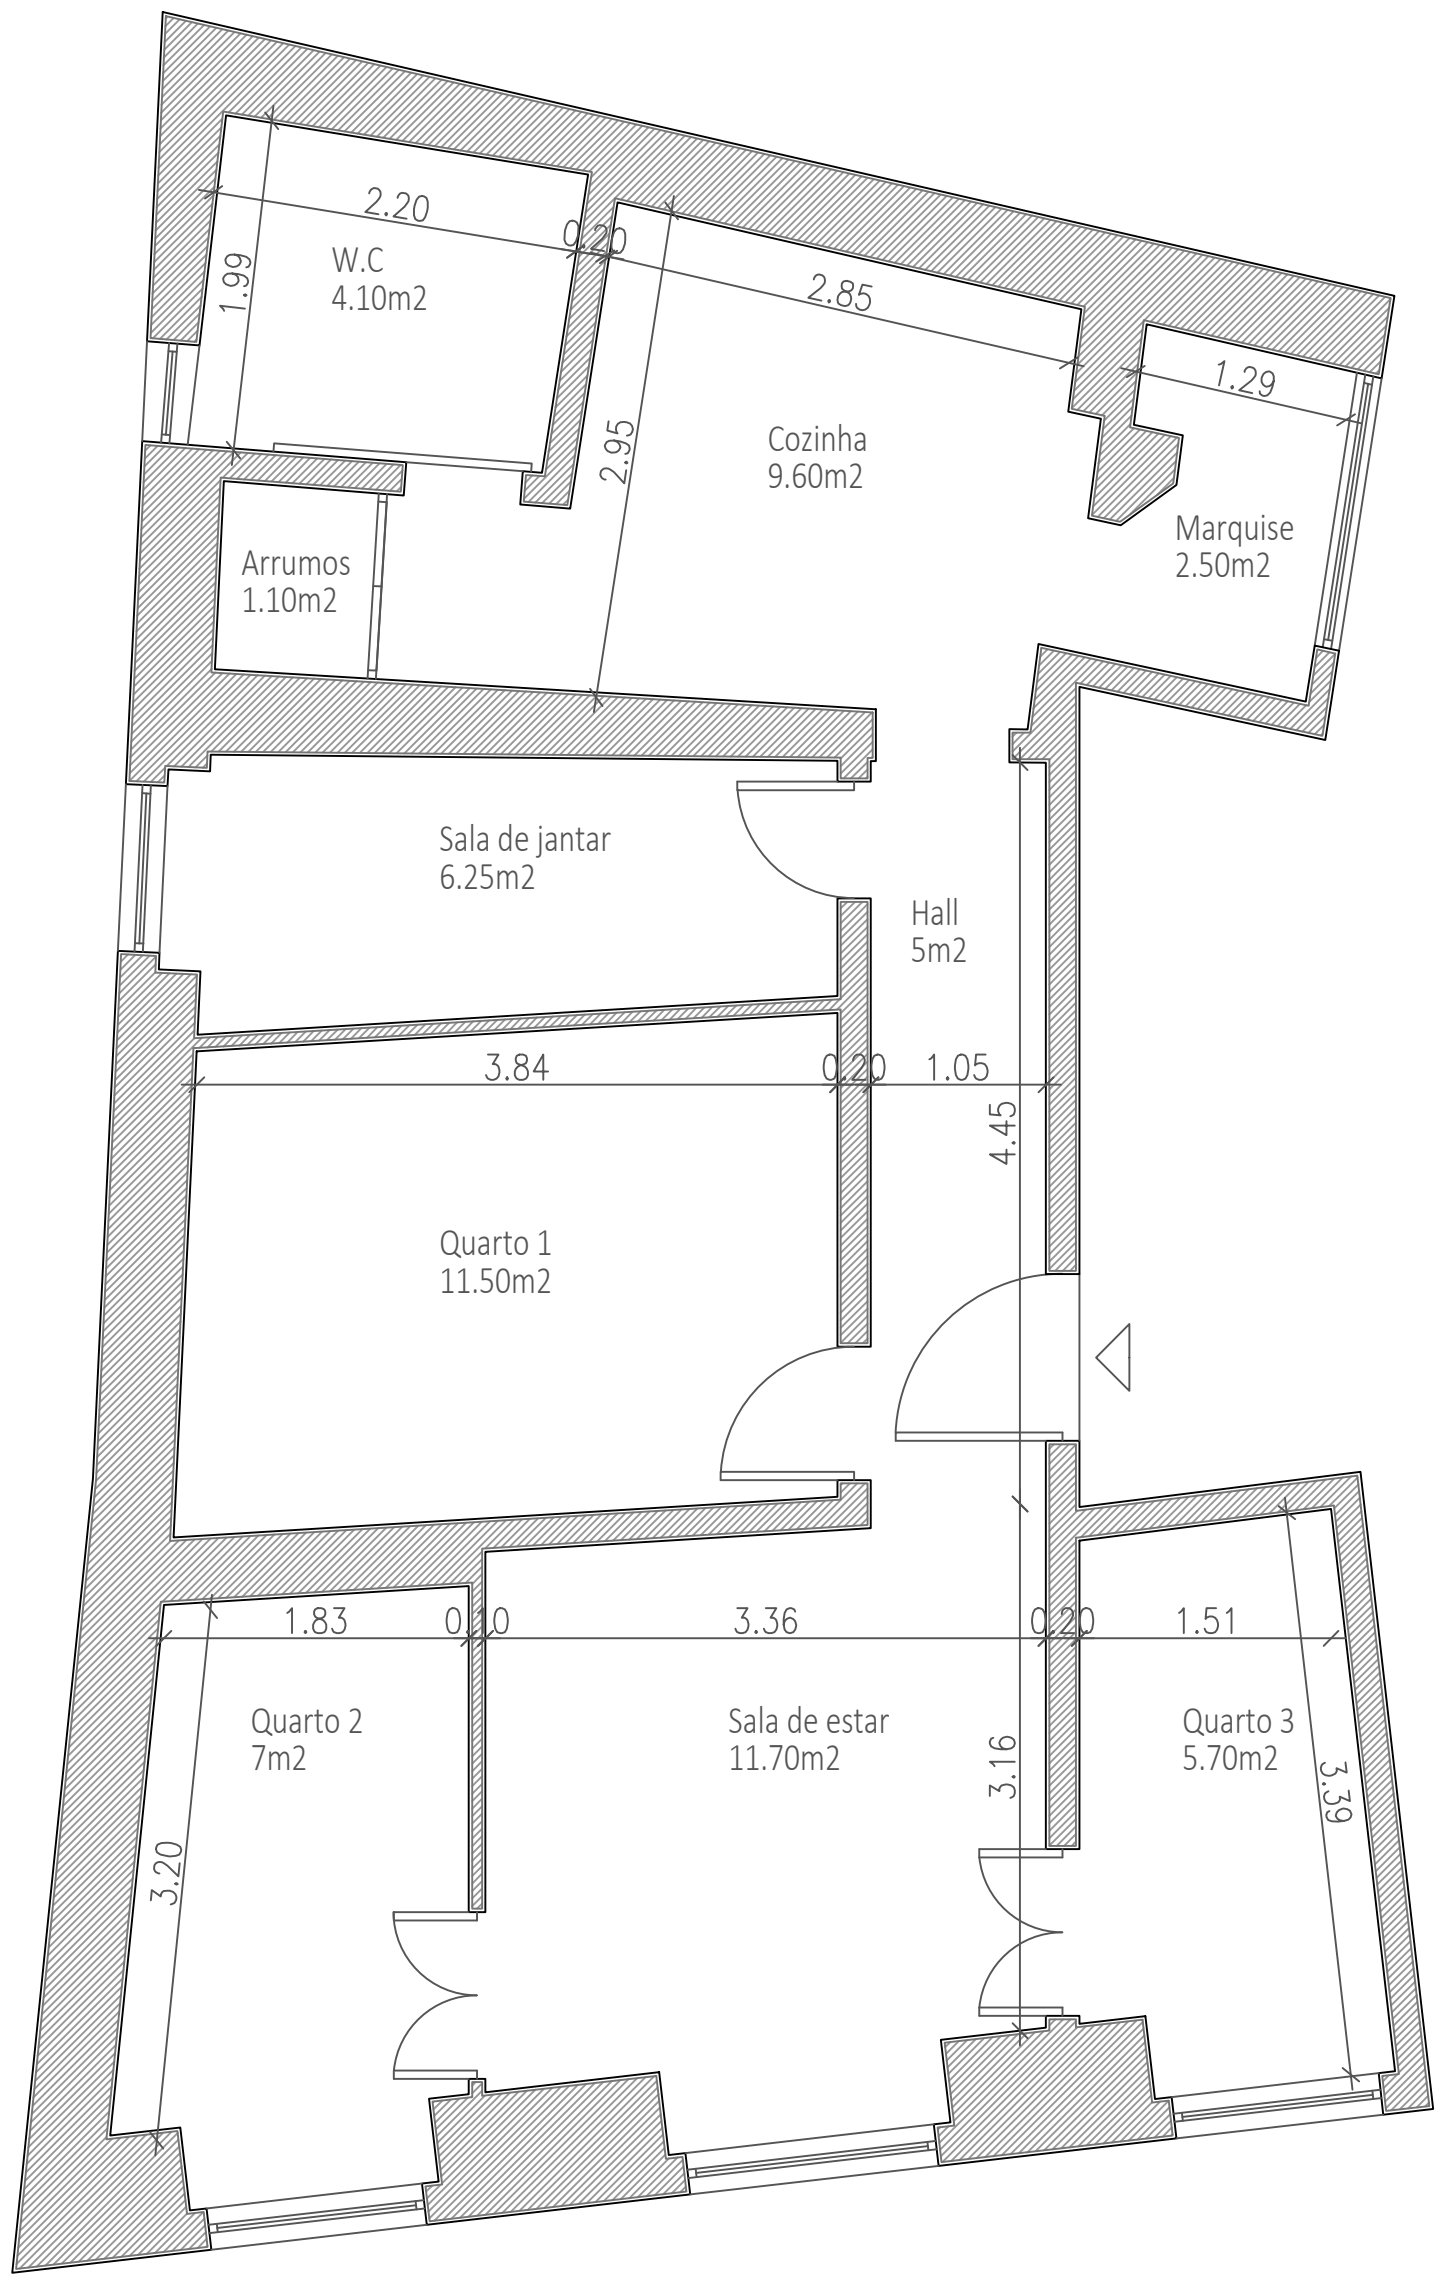 2.20
0.20
W.C
4.10m2
1.99
2.85
1.29
Cozinha
9.60m2
2.95
Marquise
2.50m2
Arrumos
1.10m2
Sala de jantar
6.25m2
Hall
5m2
3.84
0.20
1.05
4.45
Quarto 1
11.50m2
1.83
0.10
3.36
0.20
1.51
Quarto 2
7m2
Sala de estar
11.70m2
Quarto 3
5.70m2
3.16
3.39
3.20